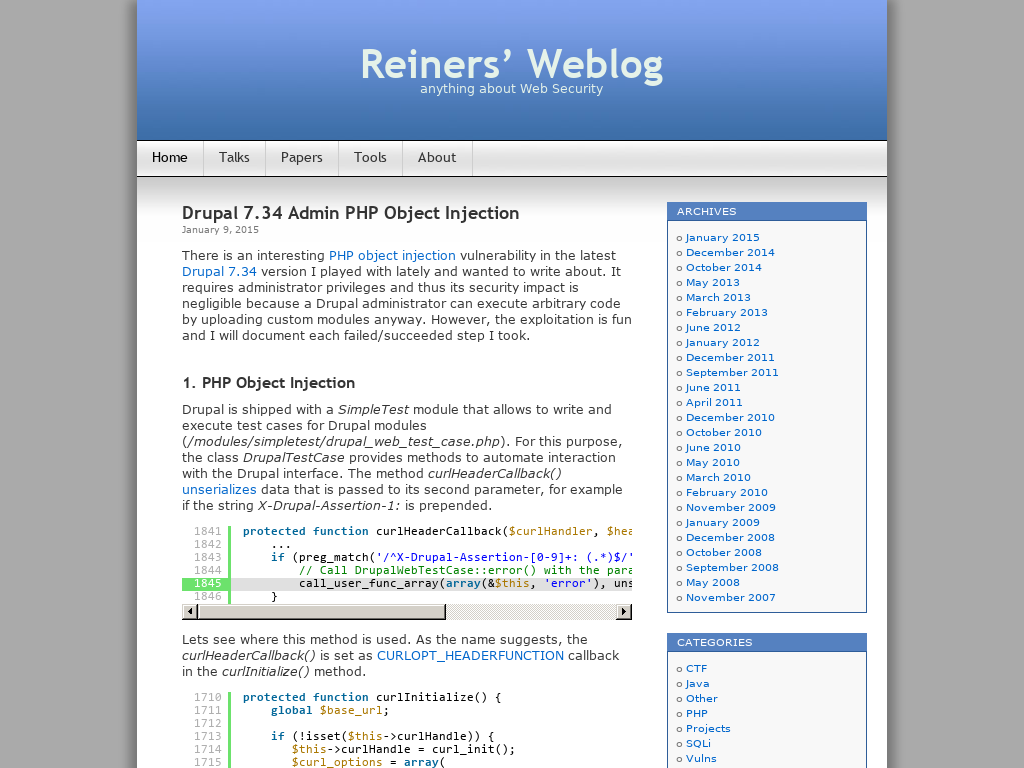 Reiners’ Weblog
anything about Web Security
Home
Talks
Papers
Tools
About
Drupal 7.34 Admin PHP Object Injection
January 9, 2015
There is an interesting PHP object injection vulnerability in the latest
Drupal 7.34 version I played with lately and wanted to write about. It
requires administrator privileges and thus its security impact is
negligible because a Drupal administrator can execute arbitrary code
by uploading custom modules anyway. However, the exploitation is fun
and I will document each failed/succeeded step I took.
1. PHP Object Injection
Drupal is shipped with a SimpleTest module that allows to write and
execute test cases for Drupal modules
(/modules/simpletest/drupal_web_test_case.php). For this purpose,
the class DrupalTestCase provides methods to automate interaction
with the Drupal interface. The method curlHeaderCallback()
unserializes data that is passed to its second parameter, for example
if the string X-Drupal-Assertion-1: is prepended.
1841 protected function curlHeaderCallback($curlHandler, $hea
1842 ...
1843 if (preg_match('/^X-Drupal-Assertion-[0-9]+: (.*)$/'
1844 // Call DrupalWebTestCase::error() with the para
1845 call_user_func_array(array(&$this, 'error'), uns
1846 }
Lets see where this method is used. As the name suggests, the
curlHeaderCallback() is set as CURLOPT_HEADERFUNCTION callback
in the curlInitialize() method.
1710 protected function curlInitialize() {
1711 global $base_url;
1712
1713 if (!isset($this->curlHandle)) {
1714 $this->curlHandle = curl_init();
1715 $curl_options = array(
ARCHIVES
January 2015
December 2014
October 2014
May 2013
March 2013
February 2013
June 2012
January 2012
December 2011
September 2011
June 2011
April 2011
December 2010
October 2010
June 2010
May 2010
March 2010
February 2010
November 2009
January 2009
December 2008
October 2008
September 2008
May 2008
November 2007
CATEGORIES
CTF
Java
Other
PHP
Projects
SQLi
Vulns